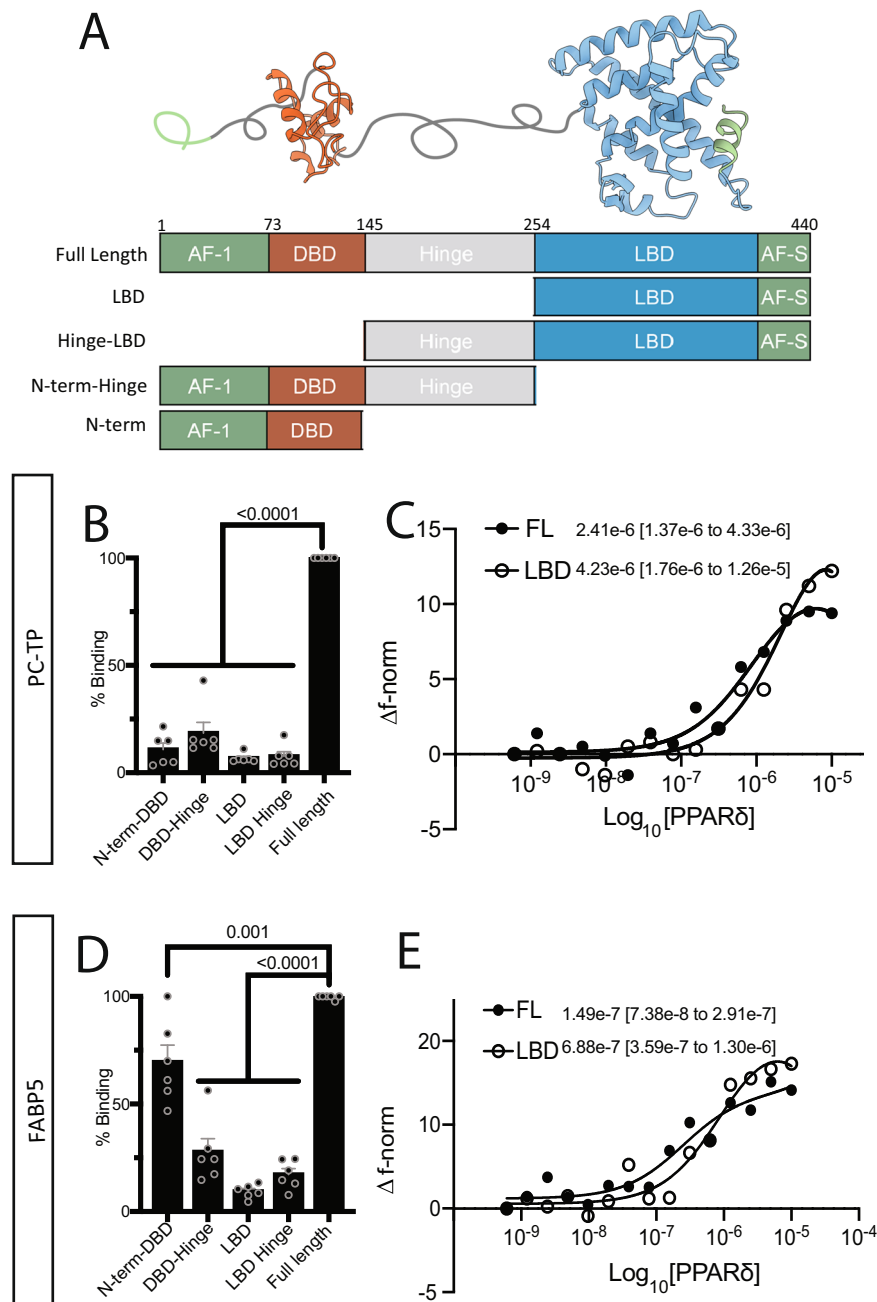 A
1 73 145 254 440
Full Length AF-1 DBD Hinge LBD AF-S
LBD LBD AF-S
Hinge-LBD Hinge LBD AF-S
N-term-Hinge AF-1 DBD Hinge
N-term AF-1 DBD
PC-TP
B
<0.0001
100
50
0
% Binding
N-term-DBD
DBD-Hinge
LBD
LBD Hinge
Full length
C
FL 2.41e-6 [1.37e-6 to 4.33e-6]
LBD 4.23e-6 [1.76e-6 to 1.26e-5]
15
10
5
0
-5
Δf-norm
10-9 10-8 10-7 10-6 10-5
Log10[PPARδ]
FABP5
D
0.001
<0.0001
100
50
0
% Binding
N-term-DBD
DBD-Hinge
LBD
LBD Hinge
Full length
E
FL 1.49e-7 [7.38e-8 to 2.91e-7]
LBD 6.88e-7 [3.59e-7 to 1.30e-6]
20
10
0
-5
Δ f-norm
10-9 10-8 10-7 10-6 10-5 10-4
Log10[PPARδ]